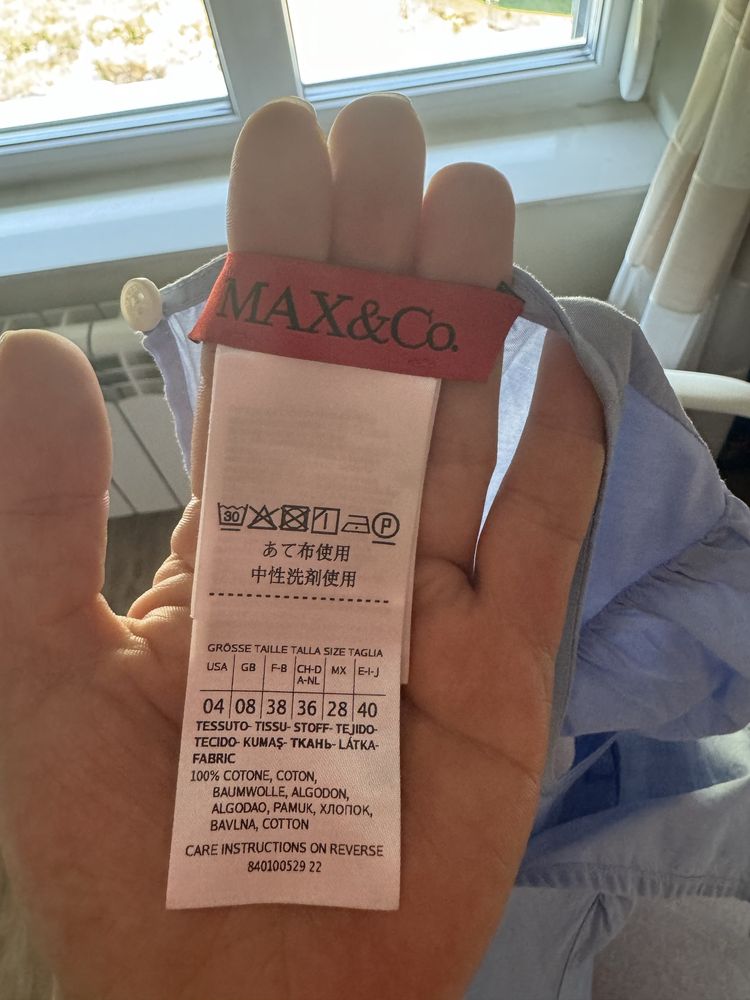 MAX&Co.
30
P
あて布使用
中性洗剤使用
GRÖSSE TAILLE TALLA SIZE TAGLIA
USA GB F-B CH-D A-NL MX E-I-J
04 08 38 36 28 40
TESSUTO- TISSU- STOFF- TEJIDO-
TECIDO- KUMAŞ- ТКАНЬ- LÁTKA-
FABRIC
100% COTONE, COTON,
BAUMWOLLE, ALGODON,
ALGODAO, PAMUK, ХЛОПОК,
BAVLNA, COTTON
CARE INSTRUCTIONS ON REVERSE
840100529 22